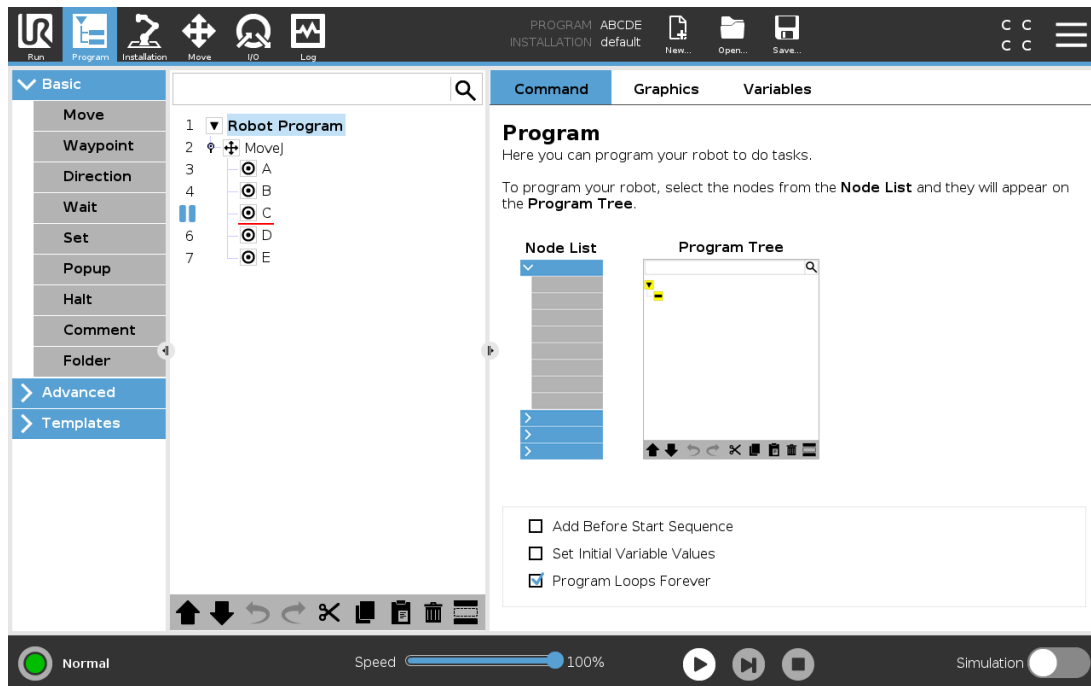 UR
PROGRAM ABCDE
INSTALLATION default
Run
Program
Installation
Move
I/O
Log
New...
Open...
Save...
C C
C C
Basic
Move
Waypoint
Direction
Wait
Set
Popup
Halt
Comment
Folder
Advanced
Templates
1 Robot Program
2 MoveJ
3 A
4 B
C
6 D
7 E
Command Graphics Variables
Program
Here you can program your robot to do tasks.
To program your robot, select the nodes from the Node List and they will appear on
the Program Tree.
Node List Program Tree
Add Before Start Sequence
Set Initial Variable Values
Program Loops Forever
Normal
Speed 100%
Simulation